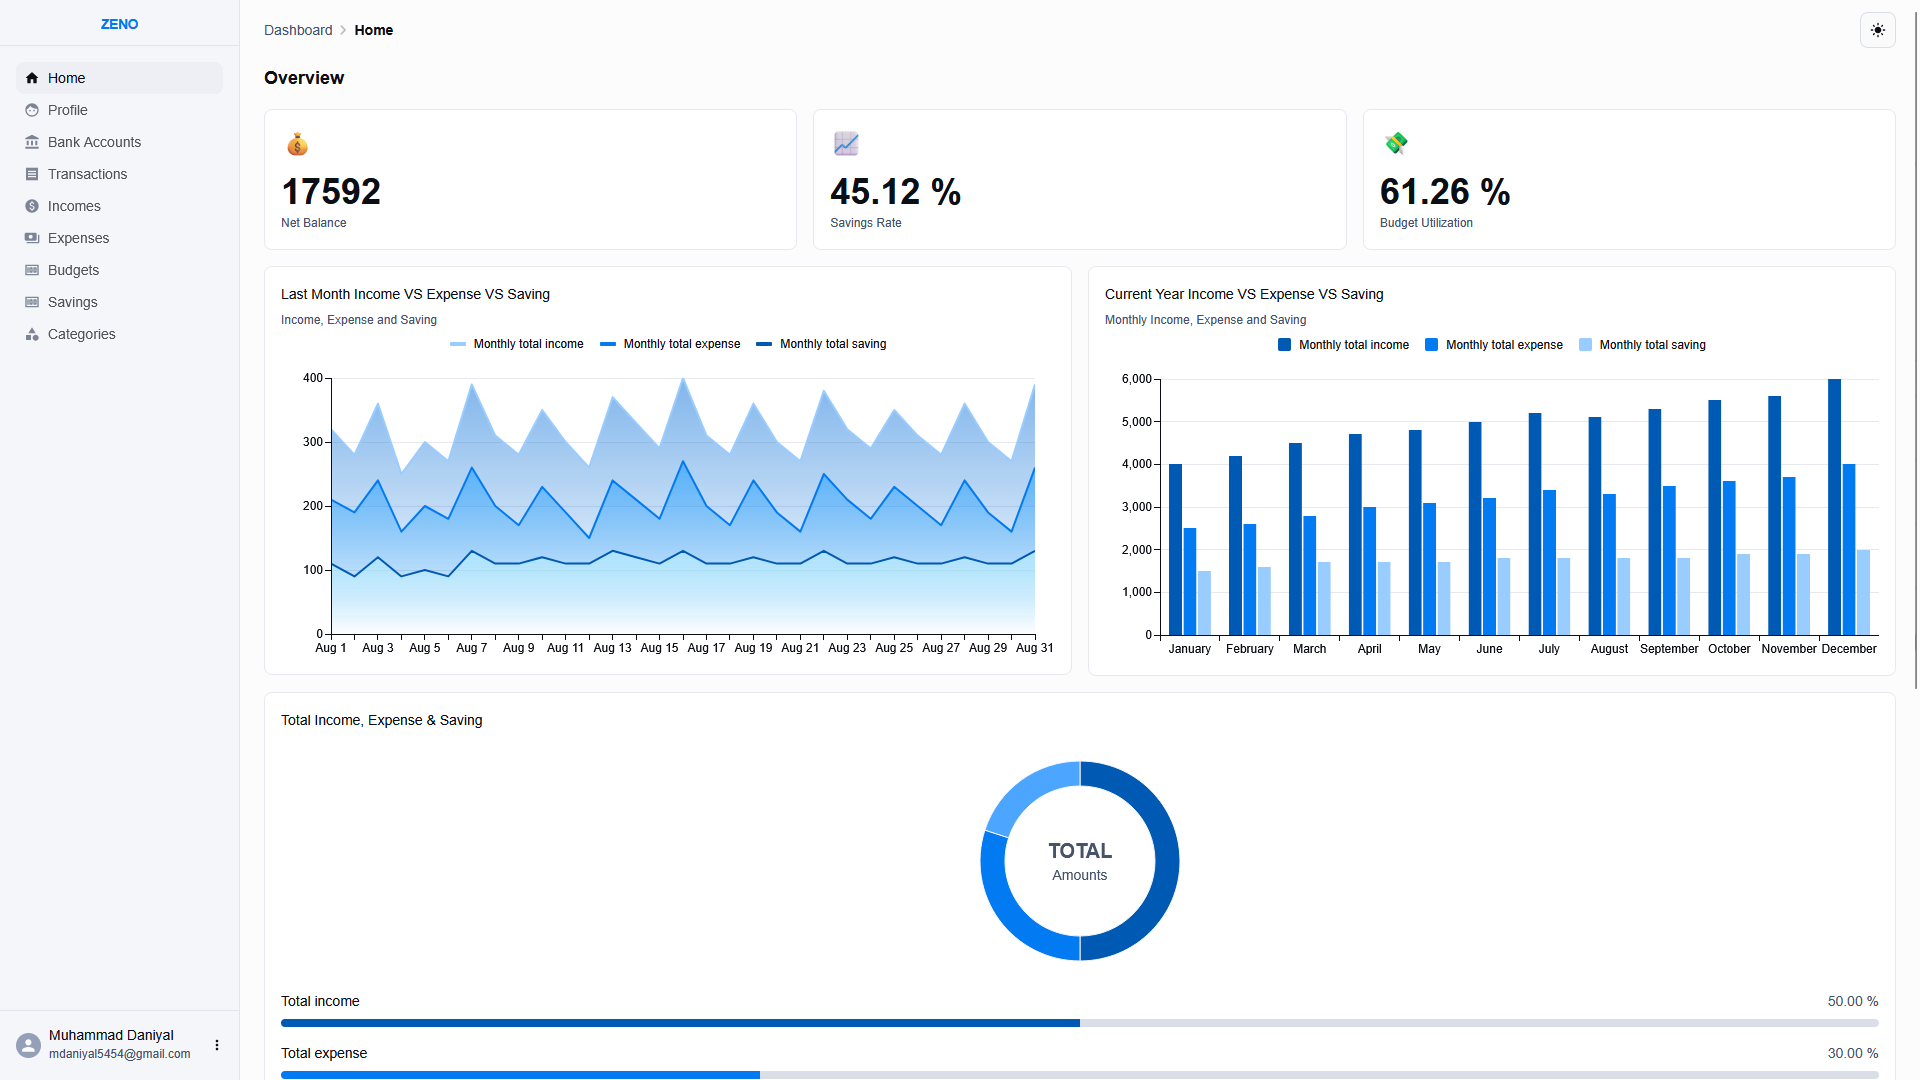 ZENO
Home
Profile
Bank Accounts
Transactions
Incomes
Expenses
Budgets
Savings
Categories
Muhammad Daniyal
mdaniyal5454@gmail.com
Dashboard Home
Overview
17592
Net Balance
45.12 %
Savings Rate
61.26 %
Budget Utilization
Last Month Income VS Expense VS Saving
Income, Expense and Saving
Monthly total income Monthly total expense Monthly total saving
400
300
200
100
0
Aug 1 Aug 3 Aug 5 Aug 7 Aug 9 Aug 11 Aug 13 Aug 15 Aug 17 Aug 19 Aug 21 Aug 23 Aug 25 Aug 27 Aug 29 Aug 31
Current Year Income VS Expense VS Saving
Monthly Income, Expense and Saving
Monthly total income Monthly total expense Monthly total saving
6,000
5,000
4,000
3,000
2,000
1,000
0
January February March April May June July August September October November December
Total Income, Expense & Saving
TOTAL
Amounts
Total income 50.00 %
Total expense 30.00 %